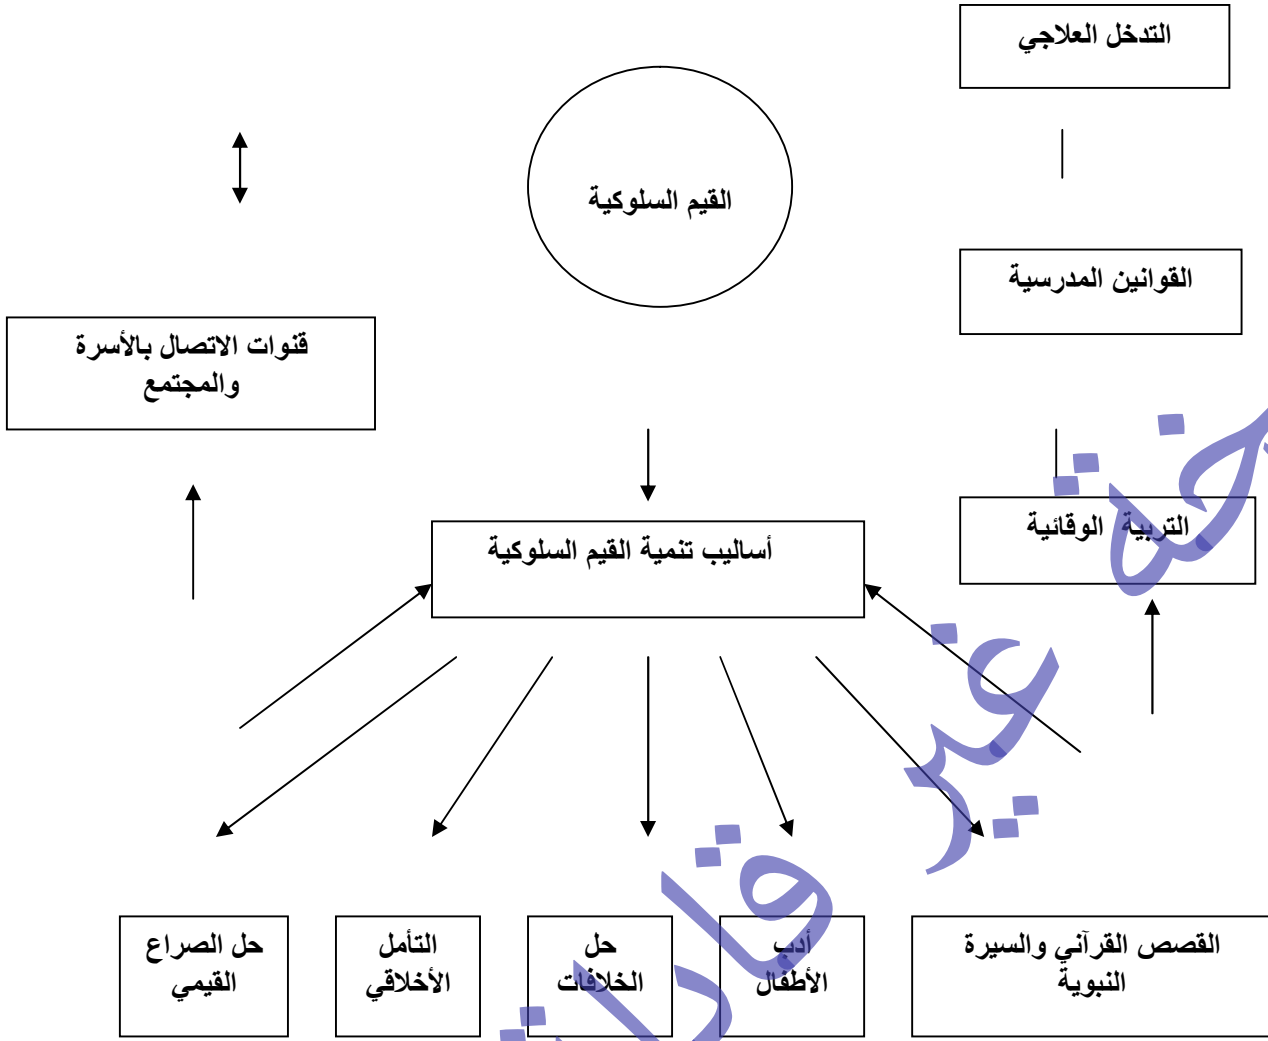 التدخل العلاجي
القيم السلوكية
القوانين المدرسية
قنوات الاتصال بالأسرة
والمجتمع
التربية الوقائية
أساليب تنمية القيم السلوكية
القصص القرآني والسيرة
النبوية
أدب
الأطفال
حل
الخلافات
التأمل
الأخلاقي
حل الصراع
القيمي
غير